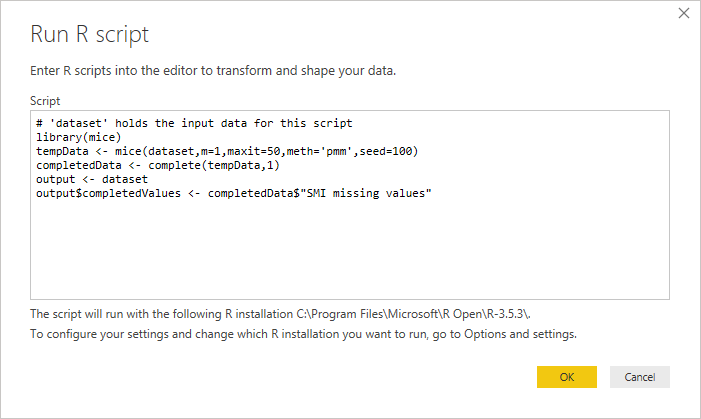 Run R script
Enter R scripts into the editor to transform and shape your data.
Script
# 'dataset' holds the input data for this script
library(mice)
tempData <- mice(dataset,m=1,maxit=50,meth='pmm',seed=100)
completedData <- complete(tempData,1)
output <- dataset
output$completedValues <- completedData$"SMI missing values"
The script will run with the following R installation C:\Program Files\Microsoft\R Open\R-3.5.3\.
To configure your settings and change which R installation you want to run, go to Options and settings.
OK Cancel